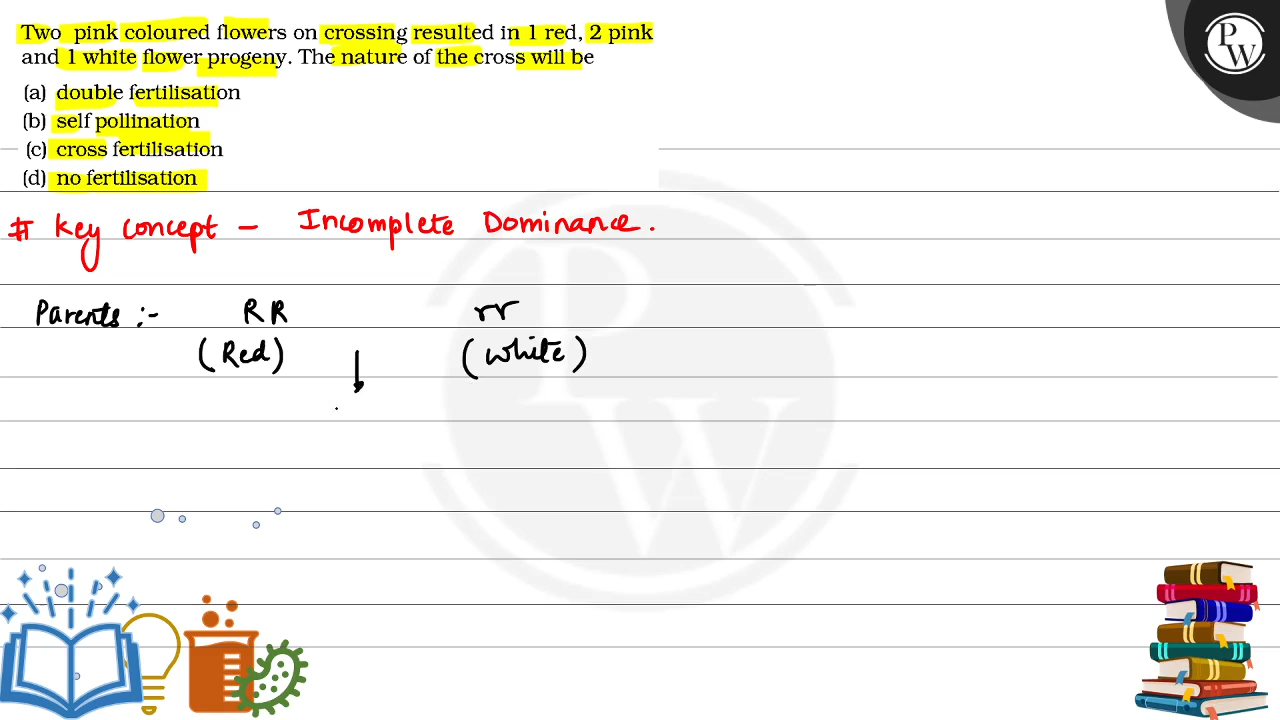 Two pink coloured flowers on crossing resulted in 1 red, 2 pink
and 1 white flower progeny. The nature of the cross will be
(a) double fertilisation
(b) self pollination
(c) cross fertilisation
(d) no fertilisation
# Key concept - Incomplete Dominance.
Parents :- RR rr
(Red) (White)
PW
PW